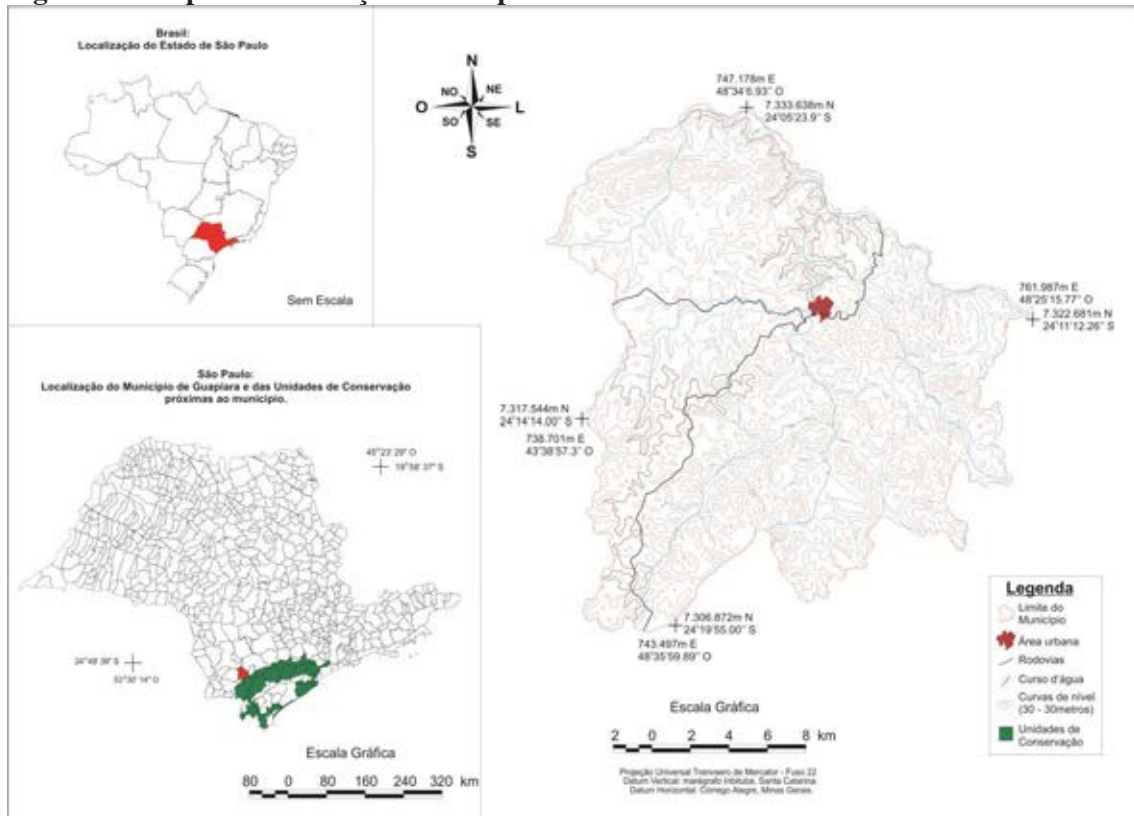 Brasil:
Localização do Estado de São Paulo
Sem Escala
N
NO
NE
O
L
SO
SE
S
São Paulo:
Localização do Município de Guapiara e das Unidades de Conservação
próximas ao município.
45°23' 29" O
19°58' 37" S
24°49' 39" S
53°30' 14" O
Escala Gráfica
80 0 80 160 240 320 km
747.178m E
48°34'6.93" O
7.333.638m N
24°05'23.9" S
761.987m E
48°25'15.77" O
7.322.681m N
24°11'12.26" S
7.317.544m N
24°14'14.00" S
738.701m E
43°38'57.3" O
7.306.872m N
24°19'55.00" S
743.497m E
48°35'59.89" O
Escala Gráfica
2 0 2 4 6 8 km
Projeção Universal Tranvsero de Mercator - Fuso 22
Datum Vertical: marégrafo Inbituba, Santa Catarina
Datum Horizontal: Córrego Alegre, Minas Gerais.
Legenda
Limite do
Município
Área urbana
Rodovias
Curso d'água
Curvas de nível
(30 - 30metros)
Unidades de
Conservação